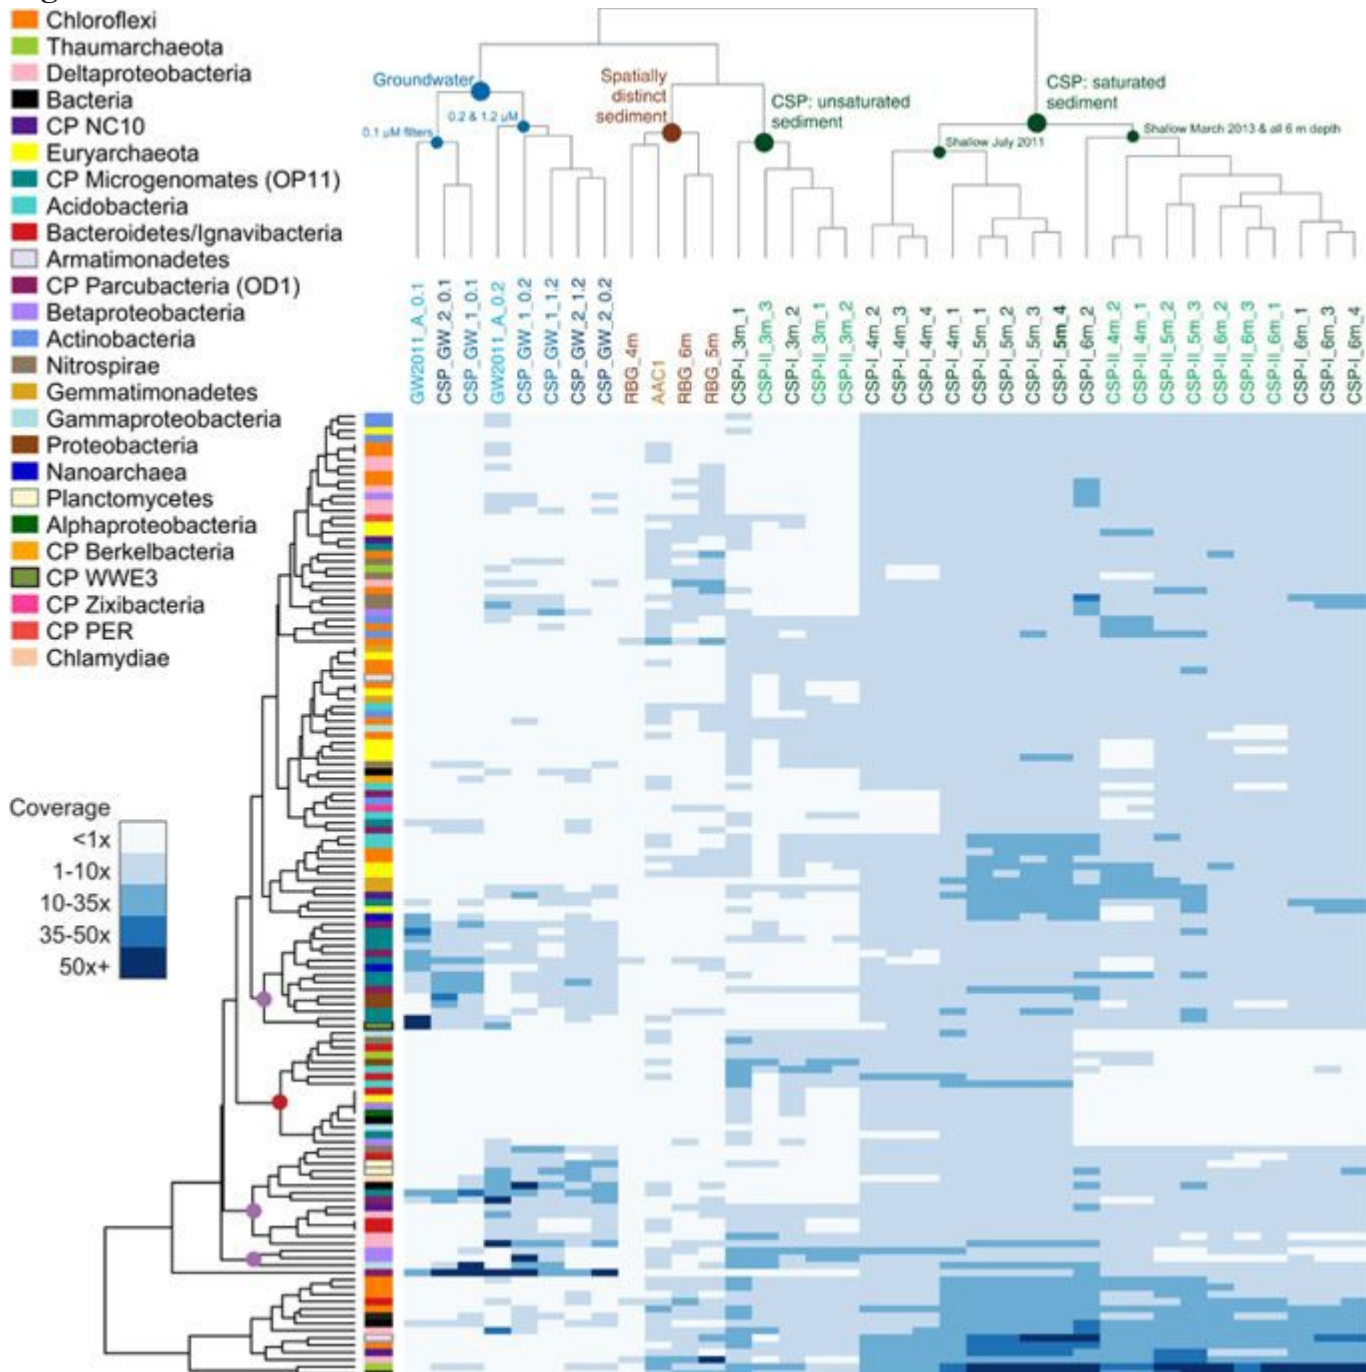 Chloroflexi
Thaumarchaeota
Deltaproteobacteria
Bacteria
CP NC10
Euryarchaeota
CP Microgenomates (OP11)
Acidobacteria
Bacteroidetes/Ignavibacteria
Armatimonadetes
CP Parcubacteria (OD1)
Betaproteobacteria
Actinobacteria
Nitrospirae
Gemmatimonadetes
Gammaproteobacteria
Proteobacteria
Nanoarchaea
Planctomycetes
Alphaproteobacteria
CP Berkelbacteria
CP WWE3
CP Zixibacteria
CP PER
Chlamydiae
Groundwater
0.1 µM filters
0.2 & 1.2 µM
Spatially
distinct
sediment
CSP: unsaturated
sediment
CSP: saturated
sediment
Shallow July 2011
Shallow March 2013 & all 6 m depth
GW2011_A_0.1
CSP_GW_2_0.1
CSP_GW_1_0.1
GW2011_A_0.2
CSP_GW_1_0.2
CSP_GW_1_1.2
CSP_GW_2_1.2
CSP_GW_2_0.2
RBG_4m
AAC1
RBG_6m
RBG_5m
CSP-I_3m_1
CSP-II_3m_3
CSP-I_3m_2
CSP-II_3m_1
CSP-II_3m_2
CSP-I_4m_2
CSP-I_4m_3
CSP-I_4m_4
CSP-I_4m_1
CSP-I_5m_1
CSP-I_5m_2
CSP-I_5m_3
CSP-I_5m_4
CSP-I_6m_2
CSP-II_4m_2
CSP-II_4m_1
CSP-II_5m_2
CSP-II_5m_3
CSP-II_6m_2
CSP-II_6m_3
CSP-II_6m_1
CSP-I_6m_1
CSP-I_6m_3
CSP-I_6m_4
Coverage
<1x
1-10x
10-35x
35-50x
50x+